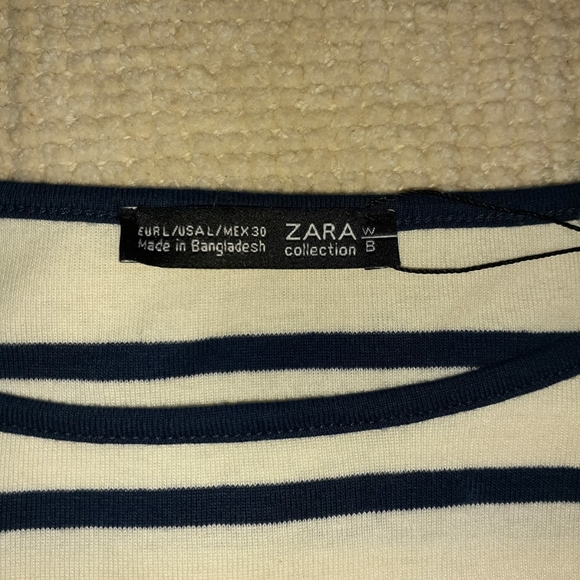 EUR L/USA L/MEX 30
Made in Bangladesh
ZARA
collection
W
B